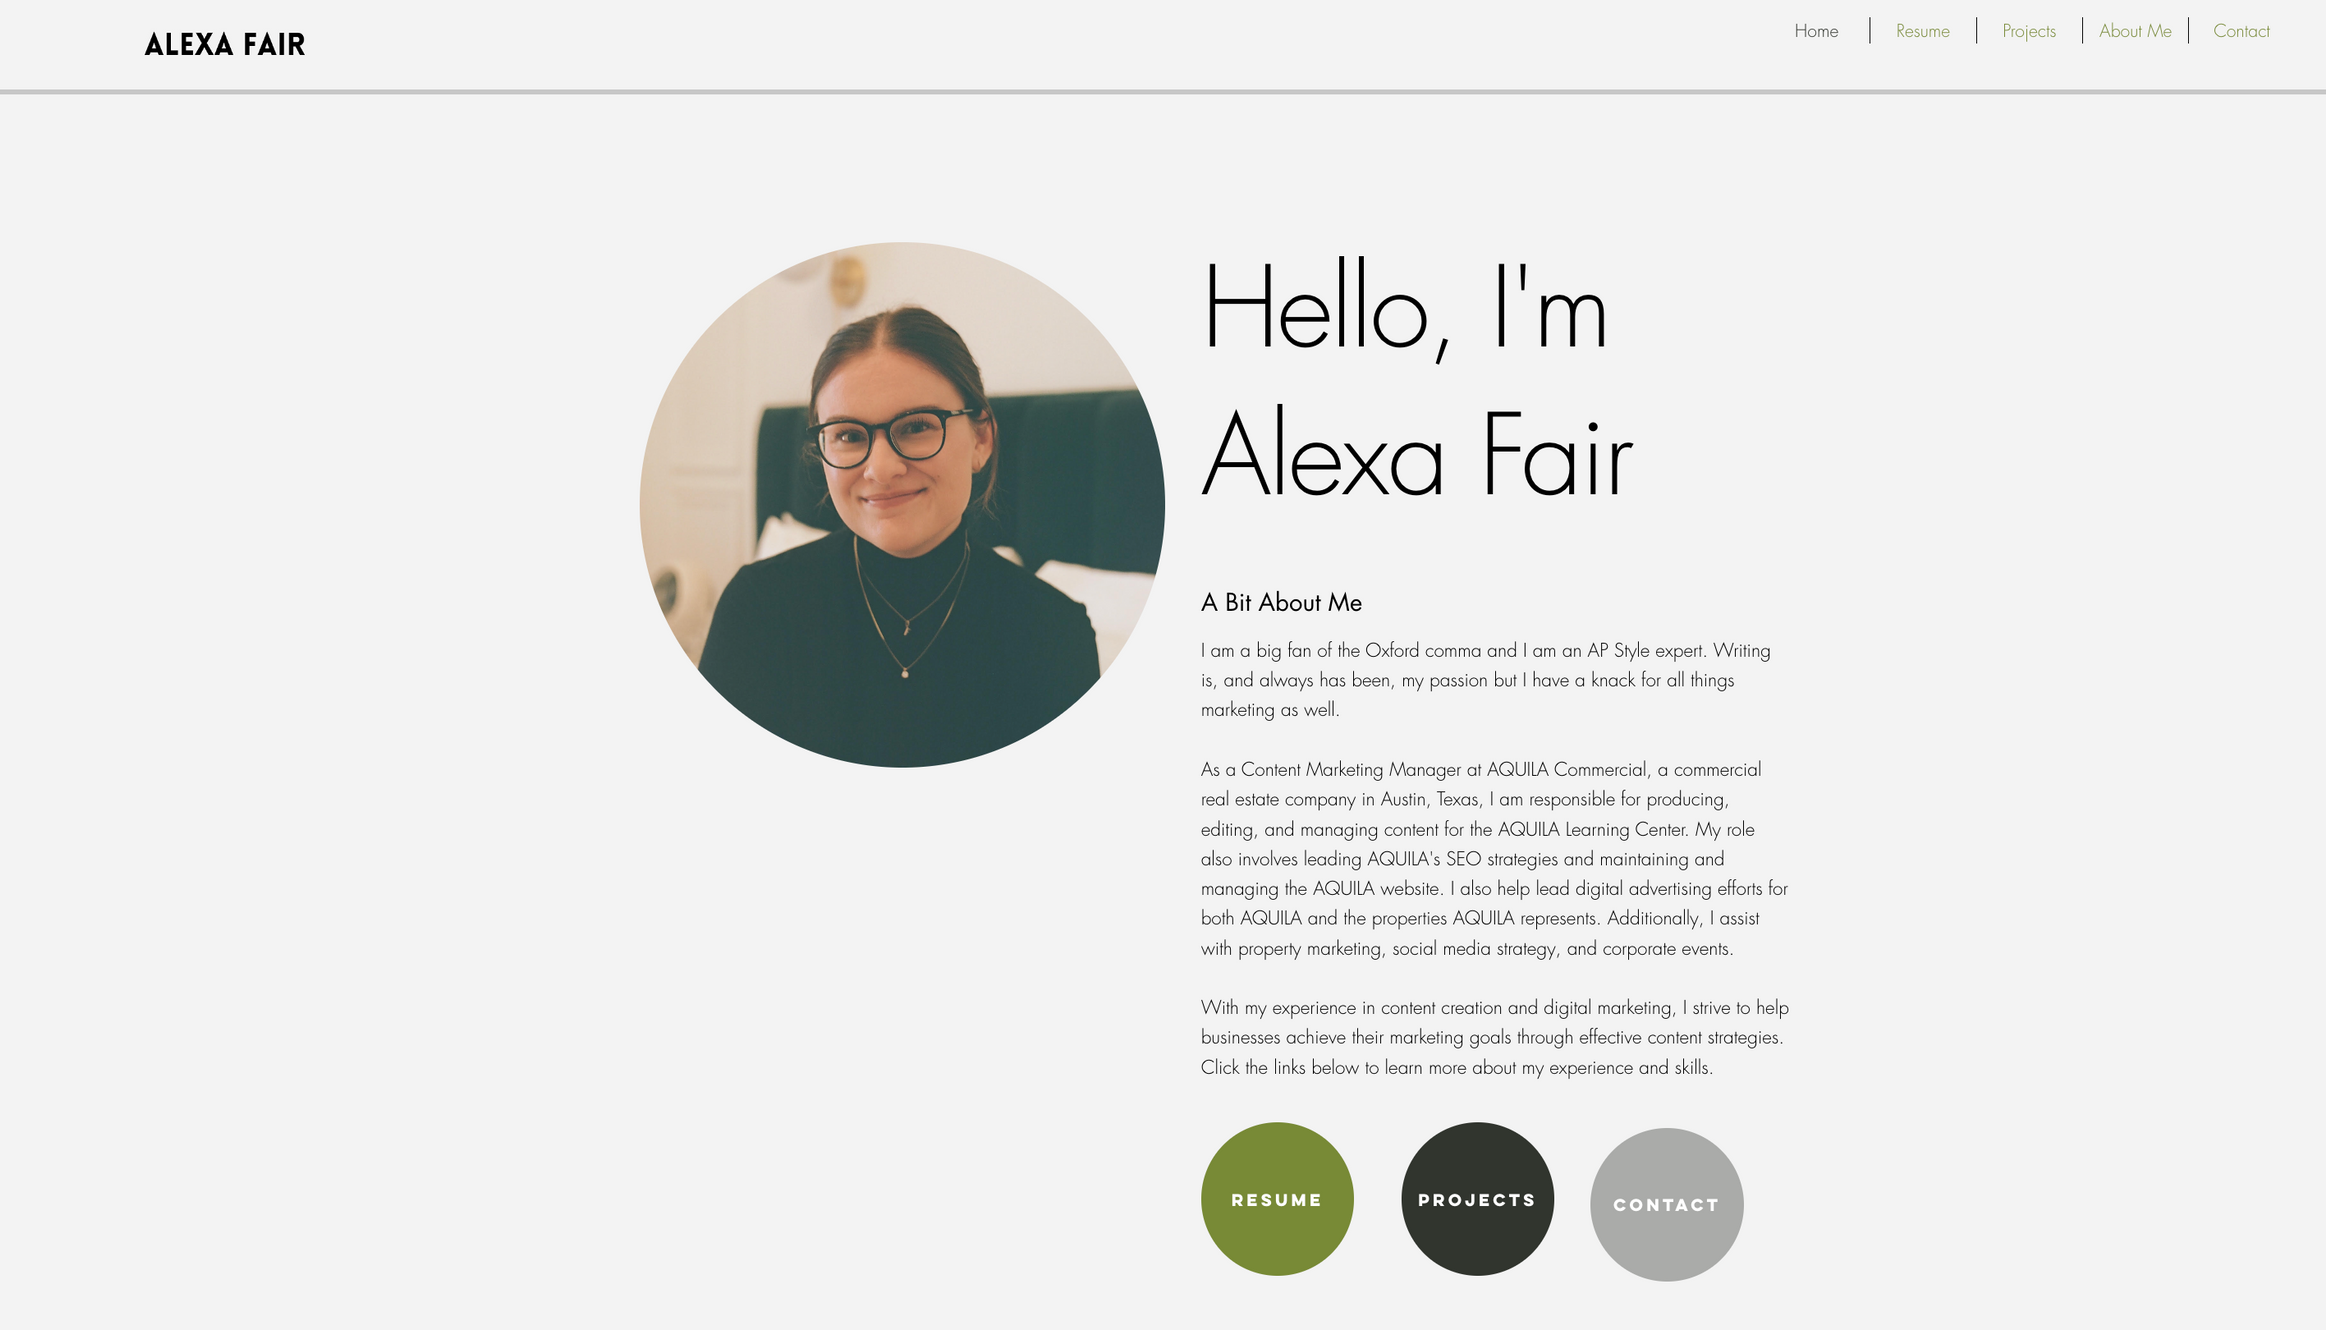 ALEXA FAIR
Home
Resume
Projects
About Me
Contact
Hello, I'm
Alexa Fair
A Bit About Me
I am a big fan of the Oxford comma and I am an AP Style expert. Writing
is, and always has been, my passion but I have a knack for all things
marketing as well.
As a Content Marketing Manager at AQUILA Commercial, a commercial
real estate company in Austin, Texas, I am responsible for producing,
editing, and managing content for the AQUILA Learning Center. My role
also involves leading AQUILA's SEO strategies and maintaining and
managing the AQUILA website. I also help lead digital advertising efforts for
both AQUILA and the properties AQUILA represents. Additionally, I assist
with property marketing, social media strategy, and corporate events.
With my experience in content creation and digital marketing, I strive to help
businesses achieve their marketing goals through effective content strategies.
Click the links below to learn more about my experience and skills.
RESUME
PROJECTS
CONTACT